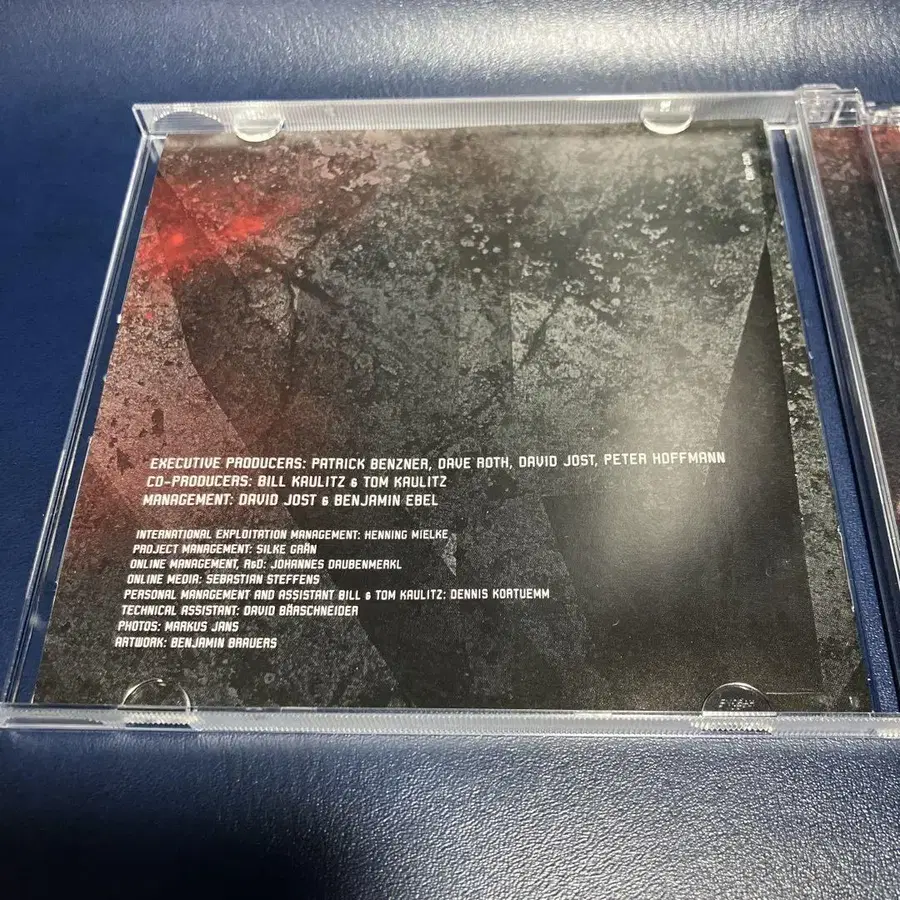 EXECUTIVE PRODUCERS: PATRICK BENZNER, DAVE ROTH, DAVID JOST, PETER HOFFMANN
CO-PRODUCERS: BILL KAULITZ & TOM KAULITZ
MANAGEMENT: DAVID JOST & BENJAMIN EBEL
INTERNATIONAL EXPLOITATION MANAGEMENT: HENNING MIELKE
PROJECT MANAGEMENT: SILKE GRÄN
ONLINE MANAGEMENT, A&D: JOHANNES DAUBENMERKL
ONLINE MEDIA: SEBASTIAN STEFFENS
PERSONAL MANAGEMENT AND ASSISTANT BILL & TOM KAULITZ: DENNIS KORTUEMM
TECHNICAL ASSISTANT: DAVID BÄRSCHNEIDER
PHOTOS: MARKUS JANS
ARTWORK: BENJAMIN BRAUERS